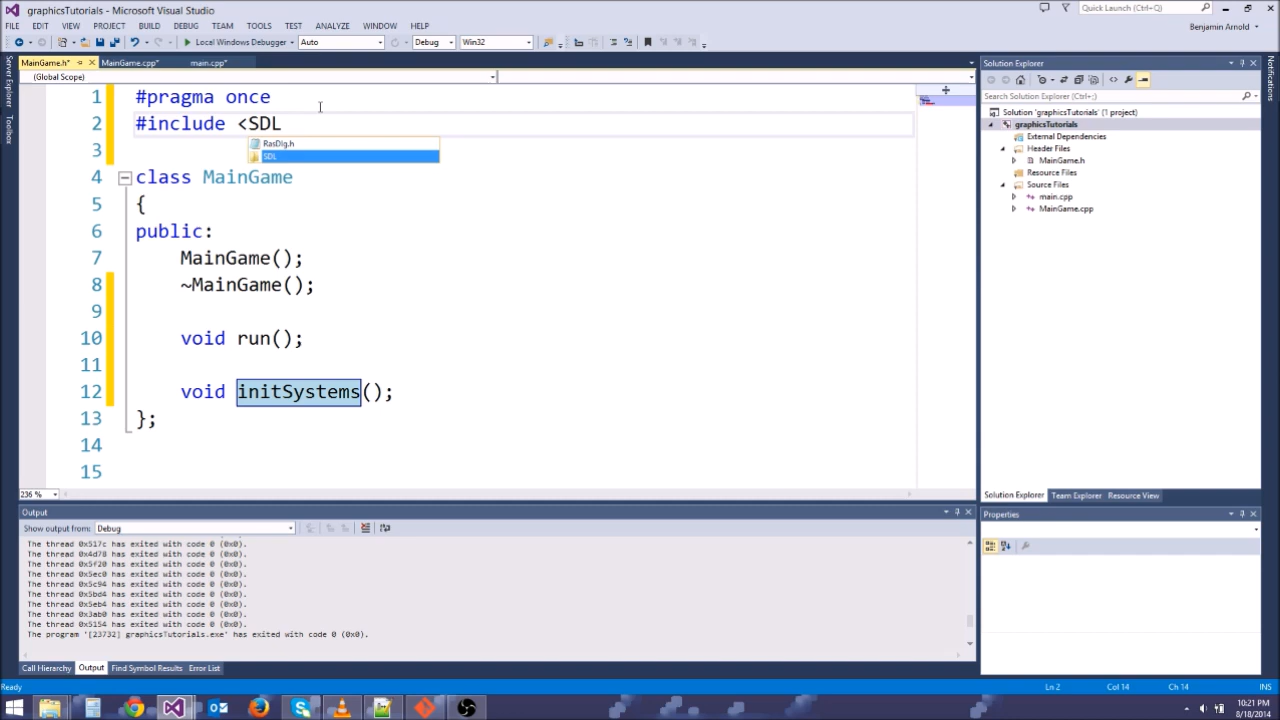 graphicsTutorials - Microsoft Visual Studio
Quick Launch (Ctrl+Q)
FILE EDIT VIEW PROJECT BUILD DEBUG TEAM TOOLS TEST ANALYZE WINDOW HELP
Benjamin Arnold
Local Windows Debugger Auto Debug Win32
Server Explorer
Toolbox
Notifications
MainGame.h* MainGame.cpp* main.cpp*
(Global Scope)
1 #pragma once
2 #include <SDL
RasDlg.h
SDL
3
4 class MainGame
5 {
6 public:
7 MainGame();
8 ~MainGame();
9
10 void run();
11
12 void initSystems();
13 };
14
15
236 %
Solution Explorer
Search Solution Explorer (Ctrl+;)
Solution 'graphicsTutorials' (1 project)
graphicsTutorials
External Dependencies
Header Files
MainGame.h
Resource Files
Source Files
main.cpp
MainGame.cpp
Solution Explorer Team Explorer Resource View
Properties
Output
Show output from: Debug
The thread 0x517c has exited with code 0 (0x0).
The thread 0x4d78 has exited with code 0 (0x0).
The thread 0x5f20 has exited with code 0 (0x0).
The thread 0x5ec0 has exited with code 0 (0x0).
The thread 0x5c94 has exited with code 0 (0x0).
The thread 0x5bd4 has exited with code 0 (0x0).
The thread 0x5eb4 has exited with code 0 (0x0).
The thread 0x3ab0 has exited with code 0 (0x0).
The thread 0x5154 has exited with code 0 (0x0).
The program '[23732] graphicsTutorials.exe' has exited with code 0 (0x0).
Call Hierarchy Output Find Symbol Results Error List
Ready Ln 2 Col 14 Ch 14 INS
10:21 PM
8/18/2014